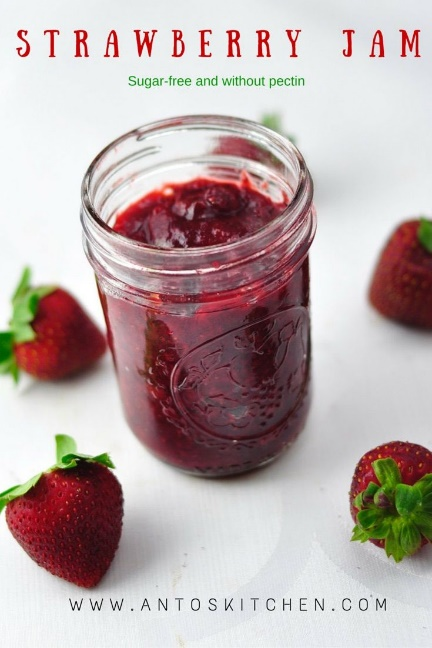 STRAWBERRY JAM
Sugar-free and without pectin
WWW.ANTOSKITCHEN.COM